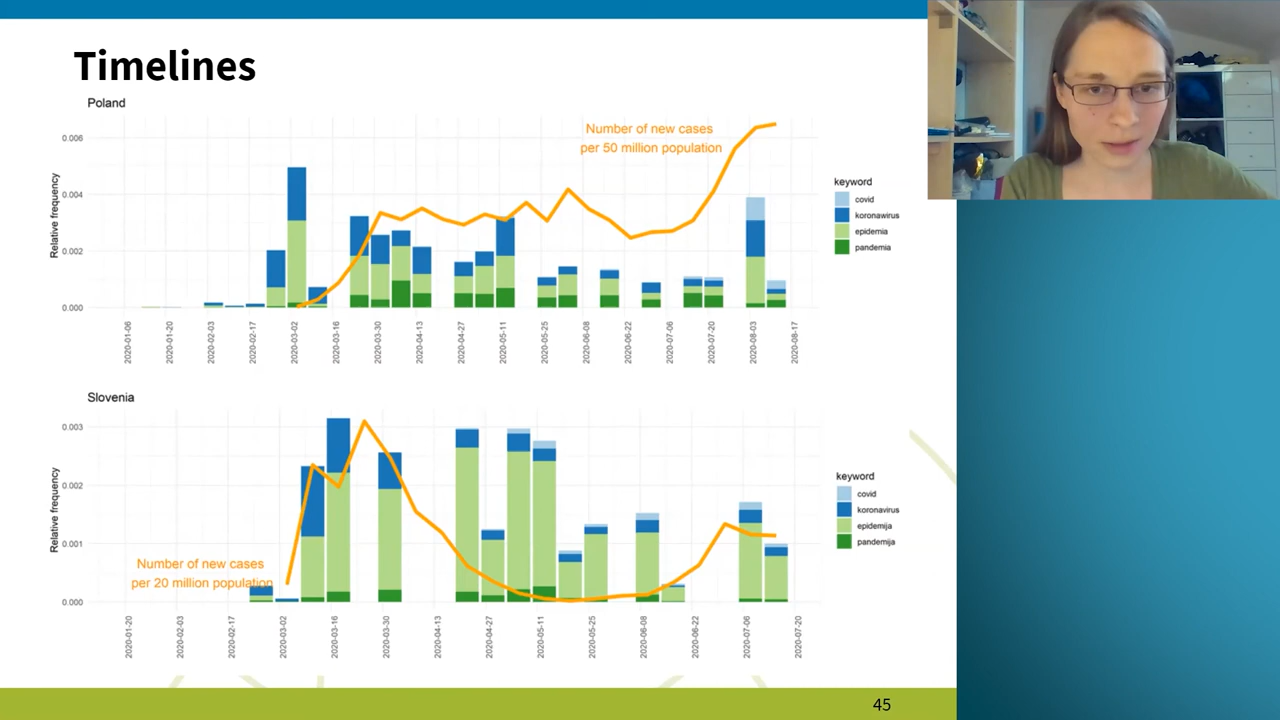 Timelines
Poland
Number of new cases
per 50 million population
0.006
0.004
0.002
0.000
Relative frequency
2020-01-06
2020-01-20
2020-02-03
2020-02-17
2020-03-02
2020-03-16
2020-03-30
2020-04-13
2020-04-27
2020-05-11
2020-05-25
2020-06-08
2020-06-22
2020-07-06
2020-07-20
2020-08-03
2020-08-17
keyword
covid
koronawirus
epidemia
pandemia
Slovenia
0.003
0.002
0.001
0.000
Relative frequency
Number of new cases
per 20 million population
2020-01-20
2020-02-03
2020-02-17
2020-03-02
2020-03-16
2020-03-30
2020-04-13
2020-04-27
2020-05-11
2020-05-25
2020-06-08
2020-06-22
2020-07-06
2020-07-20
keyword
covid
koronavirus
epidemija
pandemija
45